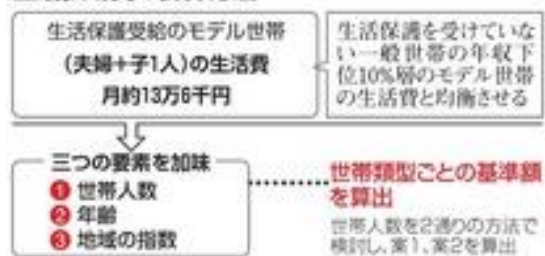 生活保護受給のモデル世帯
(夫婦+子1人)の生活費
月約13万6千円
生活保護を受けていな
い一般世帯の年収下
位10%層のモデル世帯
の生活費と均衡させる
三つの要素を加味
❶ 世帯人数
❷ 年齢
❸ 地域の指数
世帯類型ごとの基準額
を算出
世帯人数を2通りの方法で
検討し、案1、案2を算出